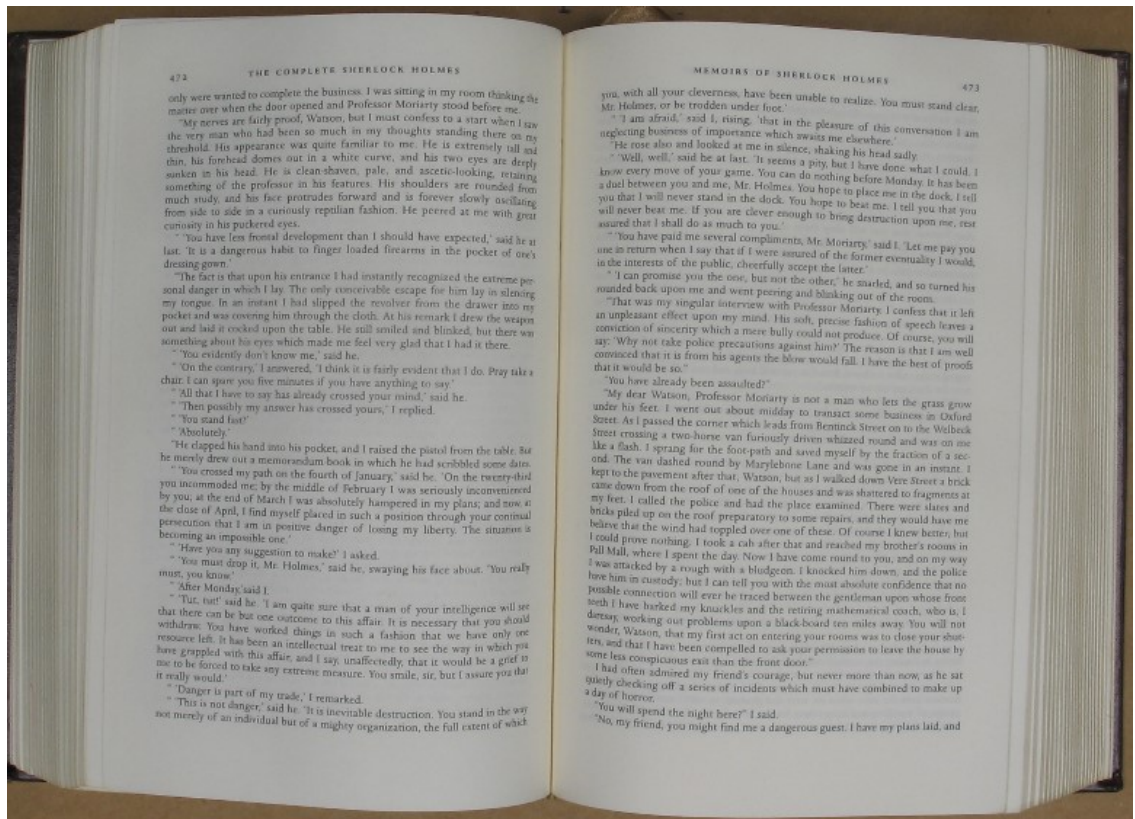 472
THE COMPLETE SHERLOCK HOLMES
only were wanted to complete the business. I was sitting in my room thinking the
matter over when the door opened and Professor Moriarty stood before me.
"My nerves are fairly proof, Watson, but I must confess to a start when I saw
the very man who had been so much in my thoughts standing there on my
threshold. His appearance was quite familiar to me. He is extremely tall and
thin, his forehead domes out in a white curve, and his two eyes are deeply
sunken in his head. He is clean-shaven, pale, and ascetic-looking, retaining
something of the professor in his features. His shoulders are rounded from
much study, and his face protrudes forward and is forever slowly oscillating
from side to side in a curiously reptilian fashion. He peered at me with great
curiosity in his puckered eyes.
" 'You have less frontal development than I should have expected,' said he at
last. 'It is a dangerous habit to finger loaded firearms in the pocket of one's
dressing-gown.'
"The fact is that upon his entrance I had instantly recognized the extreme per-
sonal danger in which I lay. The only conceivable escape for him lay in silencing
my tongue. In an instant I had slipped the revolver from the drawer into my
pocket and was covering him through the cloth. At his remark I drew the weapon
out and laid it cocked upon the table. He still smiled and blinked, but there was
something about his eyes which made me feel very glad that I had it there.
" 'You evidently don't know me,' said he.
" 'On the contrary,' I answered, 'I think it is fairly evident that I do. Pray take a
chair. I can spare you five minutes if you have anything to say.'
" 'All that I have to say has already crossed your mind,' said he.
" 'Then possibly my answer has crossed yours,' I replied.
" 'You stand fast?'
" 'Absolutely.'
"He clapped his hand into his pocket, and I raised the pistol from the table. But
he merely drew out a memorandum-book in which he had scribbled some dates.
" 'You crossed my path on the fourth of January,' said he. 'On the twenty-third
you incommoded me; by the middle of February I was seriously inconvenienced
by you; at the end of March I was absolutely hampered in my plans; and now, at
the close of April, I find myself placed in such a position through your continual
persecution that I am in positive danger of losing my liberty. The situation is
becoming an impossible one.'
" 'Have you any suggestion to make?' I asked.
" 'You must drop it, Mr. Holmes,' said he, swaying his face about. 'You really
must, you know.'
" 'After Monday,'said I.
" 'Tut, tut!' said he. 'I am quite sure that a man of your intelligence will see
that there can be but one outcome to this affair. It is necessary that you should
withdraw. You have worked things in such a fashion that we have only one
resource left. It has been an intellectual treat to me to see the way in which you
have grappled with this affair, and I say, unaffectedly, that it would be a grief to
me to be forced to take any extreme measure. You smile, sir, but I assure you that
it really would.'
" 'Danger is part of my trade,' I remarked.
" 'This is not danger,' said he. 'It is inevitable destruction. You stand in the way
not merely of an individual but of a mighty organization, the full extent of which
MEMOIRS OF SHERLOCK HOLMES
473
you, with all your cleverness, have been unable to realize. You must stand clear,
Mr. Holmes, or be trodden under foot.'
" 'I am afraid,' said I, rising, 'that in the pleasure of this conversation I am
neglecting business of importance which awaits me elsewhere.'
"He rose also and looked at me in silence, shaking his head sadly.
" 'Well, well,' said he at last. 'It seems a pity, but I have done what I could. I
know every move of your game. You can do nothing before Monday. It has been
a duel between you and me, Mr. Holmes. You hope to place me in the dock. I tell
you that I will never stand in the dock. You hope to beat me. I tell you that you
will never beat me. If you are clever enough to bring destruction upon me, rest
assured that I shall do as much to you.'
" 'You have paid me several compliments, Mr. Moriarty,' said I. 'Let me pay you
one in return when I say that if I were assured of the former eventuality I would,
in the interests of the public, cheerfully accept the latter.'
" 'I can promise you the one, but not the other,' he snarled, and so turned his
rounded back upon me and went peering and blinking out of the room.
"That was my singular interview with Professor Moriarty. I confess that it left
an unpleasant effect upon my mind. His soft, precise fashion of speech leaves a
conviction of sincerity which a mere bully could not produce. Of course, you will
say: 'Why not take police precautions against him?' The reason is that I am well
convinced that it is from his agents the blow would fall. I have the best of proofs
that it would be so."
"You have already been assaulted?"
"My dear Watson, Professor Moriarty is not a man who lets the grass grow
under his feet. I went out about midday to transact some business in Oxford
Street. As I passed the corner which leads from Bentinck Street on to the Welbeck
Street crossing a two-horse van furiously driven whizzed round and was on me
like a flash. I sprang for the foot-path and saved myself by the fraction of a sec-
ond. The van dashed round by Marylebone Lane and was gone in an instant. I
kept to the pavement after that, Watson, but as I walked down Vere Street a brick
came down from the roof of one of the houses and was shattered to fragments at
my feet. I called the police and had the place examined. There were slates and
bricks piled up on the roof preparatory to some repairs, and they would have me
believe that the wind had toppled over one of these. Of course I knew better, but
I could prove nothing. I took a cab after that and reached my brother's rooms in
Pall Mall, where I spent the day. Now I have come round to you, and on my way
I was attacked by a rough with a bludgeon. I knocked him down, and the police
have him in custody; but I can tell you with the most absolute confidence that no
possible connection will ever be traced between the gentleman upon whose front
teeth I have barked my knuckles and the retiring mathematical coach, who is, I
daresay, working out problems upon a black-board ten miles away. You will not
wonder, Watson, that my first act on entering your rooms was to close your shut-
ters, and that I have been compelled to ask your permission to leave the house by
some less conspicuous exit than the front door."
I had often admired my friend's courage, but never more than now, as he sat
quietly checking off a series of incidents which must have combined to make up
a day of horror.
"You will spend the night here?" I said.
"No, my friend, you might find me a dangerous guest. I have my plans laid, and